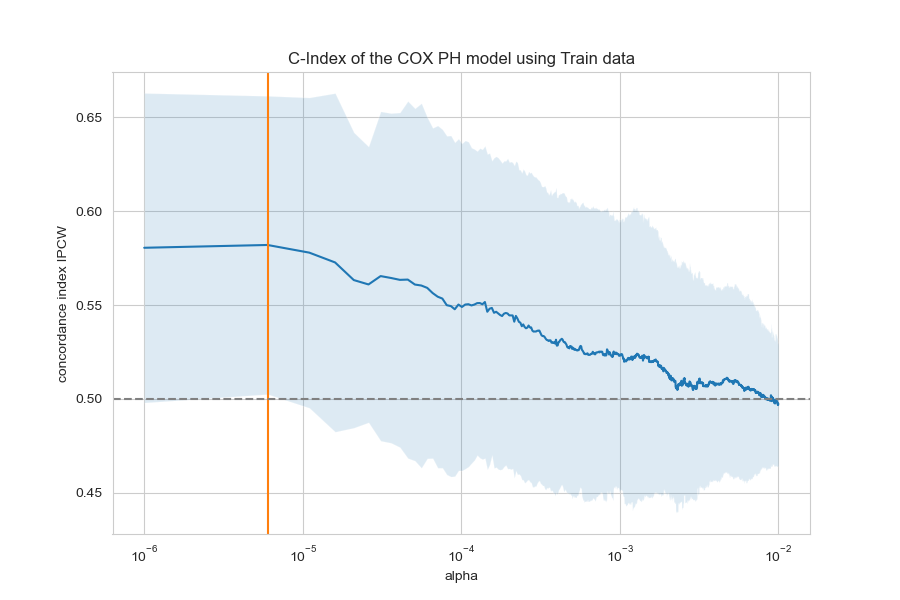 C-Index of the COX PH model using Train data
concordance index IPCW
0.65
0.60
0.55
0.50
0.45
10⁻⁶ 10⁻⁵ 10⁻⁴ 10⁻³ 10⁻²
alpha